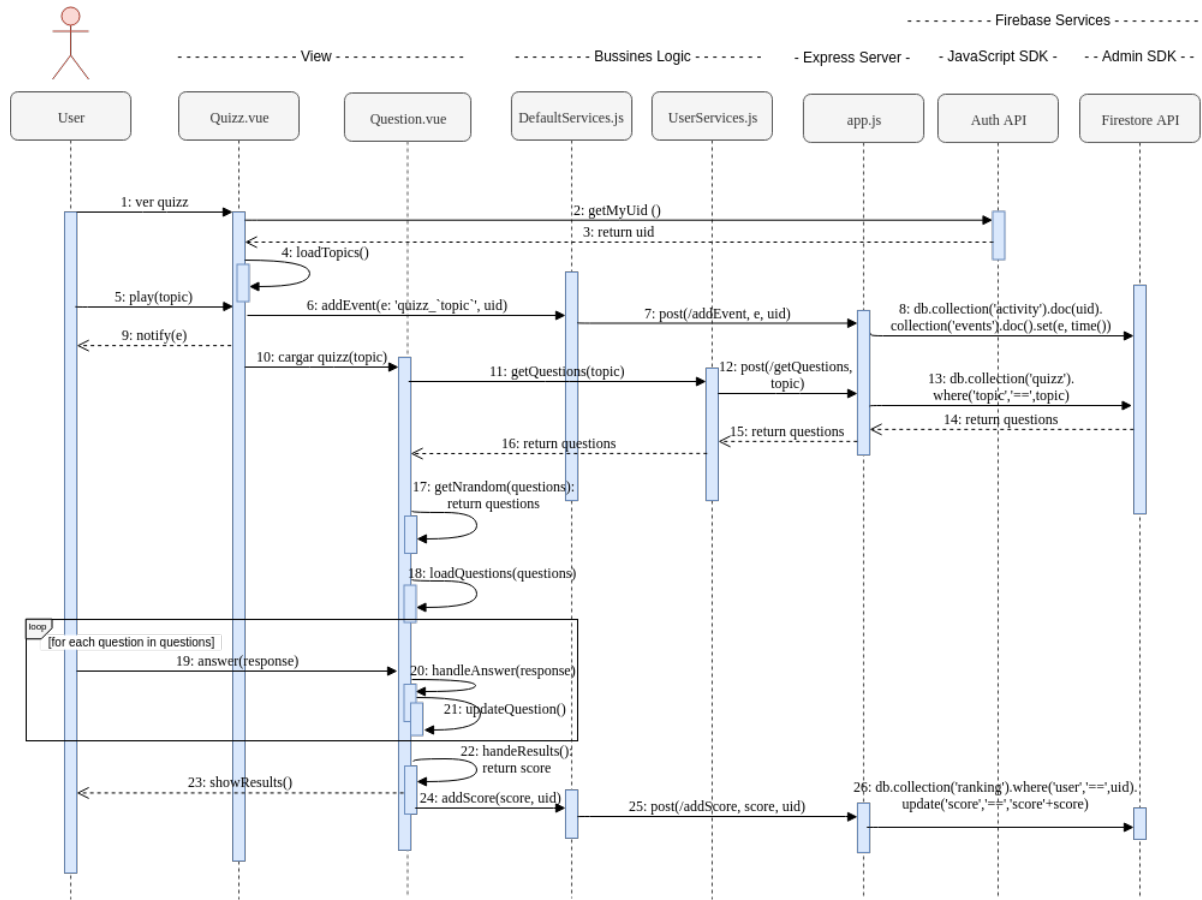 Firebase Services
View
Bussines Logic
Express Server
JavaScript SDK
Admin SDK
User
Quizz.vue
Question.vue
DefaultServices.js
UserServices.js
app.js
Auth API
Firestore API
1: ver quizz
2: getMyUid ()
3: return uid
4: loadTopics()
5: play(topic)
6: addEvent(e: 'quizz_`topic`', uid)
7: post(/addEvent, e, uid)
8: db.collection('activity').doc(uid).
collection('events').doc().set(e, time())
9: notify(e)
10: cargar quizz(topic)
11: getQuestions(topic)
12: post(/getQuestions,
topic)
13: db.collection('quizz').
where('topic','==',topic)
14: return questions
15: return questions
16: return questions
17: getNrandom(questions):
return questions
18: loadQuestions(questions)
loop
[for each question in questions]
19: answer(response)
20: handleAnswer(response)
21: updateQuestion()
22: handeResults():
return score
23: showResults()
24: addScore(score, uid)
25: post(/addScore, score, uid)
26: db.collection('ranking').where('user','==',uid).
update('score','==','score'+score)